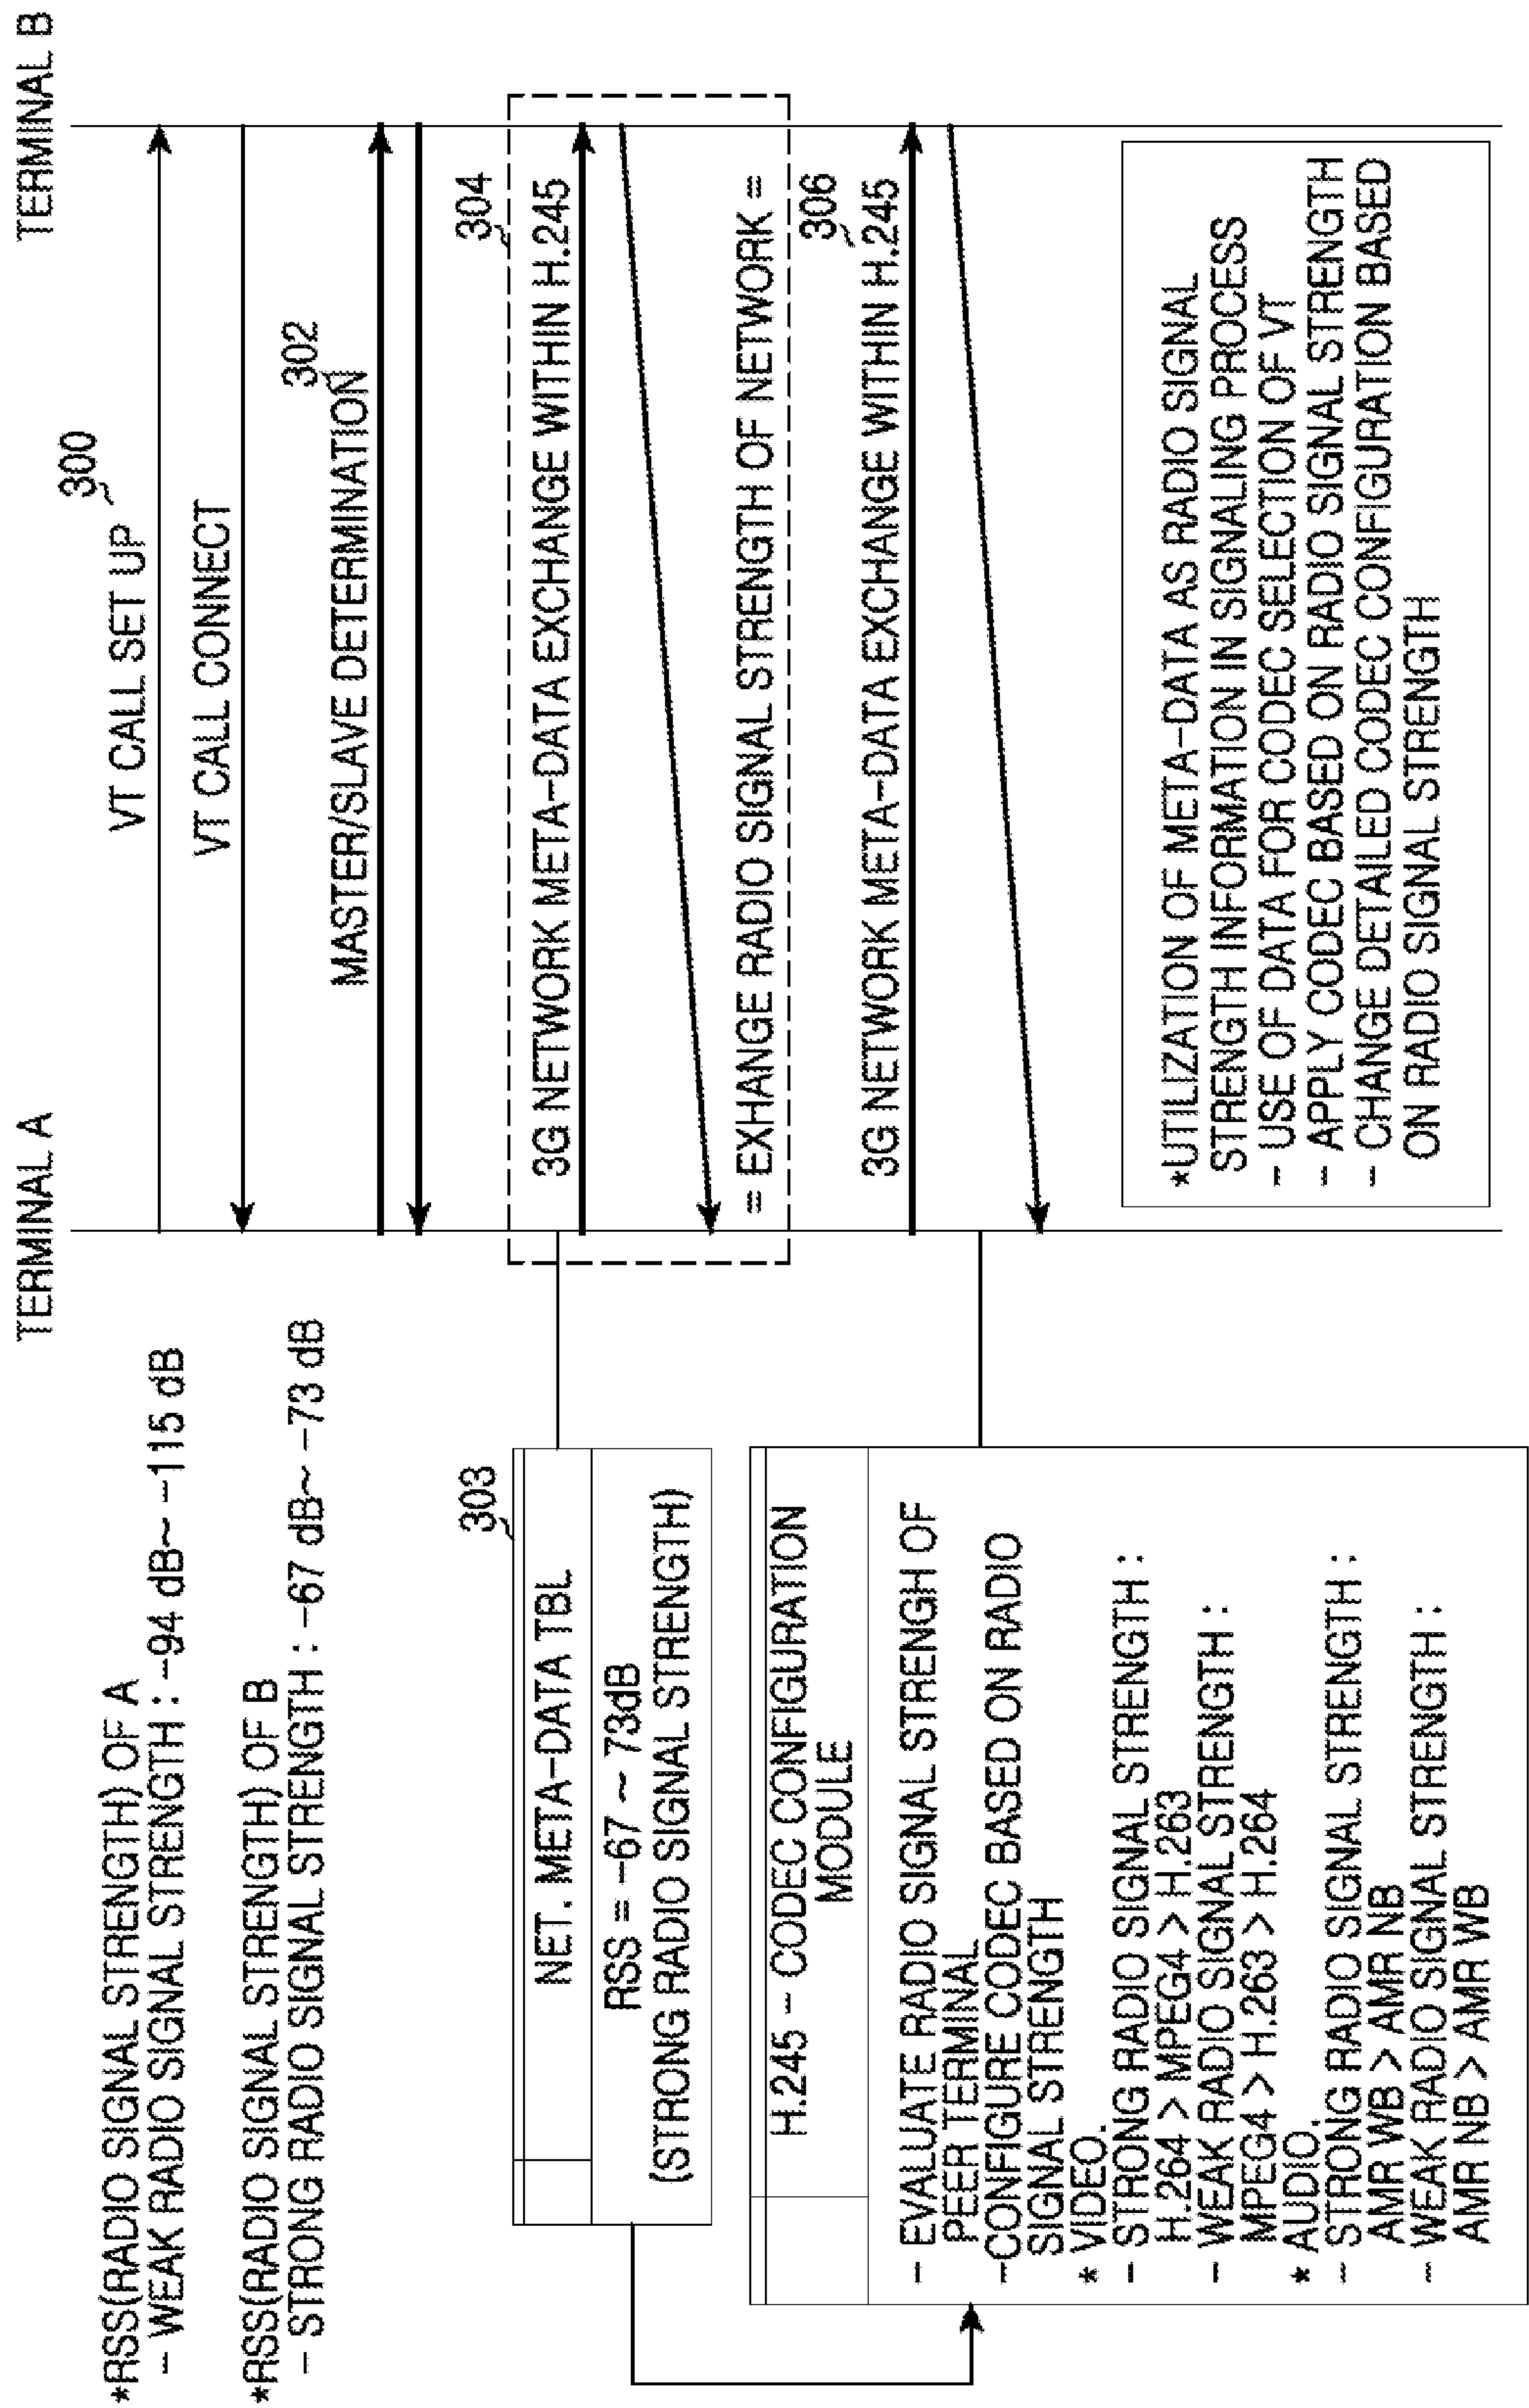 TERMINAL A
TERMINAL B
*RSS(RADIO SIGNAL STRENGTH) OF A
- WEAK RADIO SIGNAL STRENGTH : -94 dB~ -115 dB
*RSS(RADIO SIGNAL STRENGTH) OF B
- STRONG RADIO SIGNAL STRENGTH : -67 dB~ -73 dB
300
VT CALL SET UP
VT CALL CONNECT
302
MASTER/SLAVE DETERMINATION
303
NET. META-DATA TBL
RSS = -67 ~ 73dB
(STRONG RADIO SIGNAL STRENGTH)
304
3G NETWORK META-DATA EXCHANGE WITHIN H.245
= EXHANGE RADIO SIGNAL STRENGTH OF NETWORK =
306
3G NETWORK META-DATA EXCHANGE WITHIN H.245
H.245 - CODEC CONFIGURATION
MODULE
- EVALUATE RADIO SIGNAL STRENGH OF
PEER TERMINAL
-CONFIGURE CODEC BASED ON RADIO
SIGNAL STRENGTH
* VIDEO.
- STRONG RADIO SIGNAL STRENGTH :
H.264 > MPEG4 > H.263
- WEAK RADIO SIGNAL STRENGTH :
MPEG4 > H.263 > H.264
* AUDIO.
- STRONG RADIO SIGNAL STRENGTH :
AMR WB > AMR NB
- WEAK RADIO SIGNAL STRENGTH :
AMR NB > AMR WB
*UTILIZATION OF META-DATA AS RADIO SIGNAL
STRENGTH INFORMATION IN SIGNALING PROCESS
- USE OF DATA FOR CODEC SELECTION OF VT
- APPLY CODEC BASED ON RADIO SIGNAL STRENGTH
- CHANGE DETAILED CODEC CONFIGURATION BASED
ON RADIO SIGNAL STRENGTH